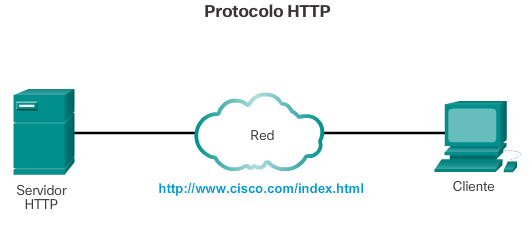 Protocolo HTTP
Red
Servidor
HTTP
http://www.cisco.com/index.html
Cliente